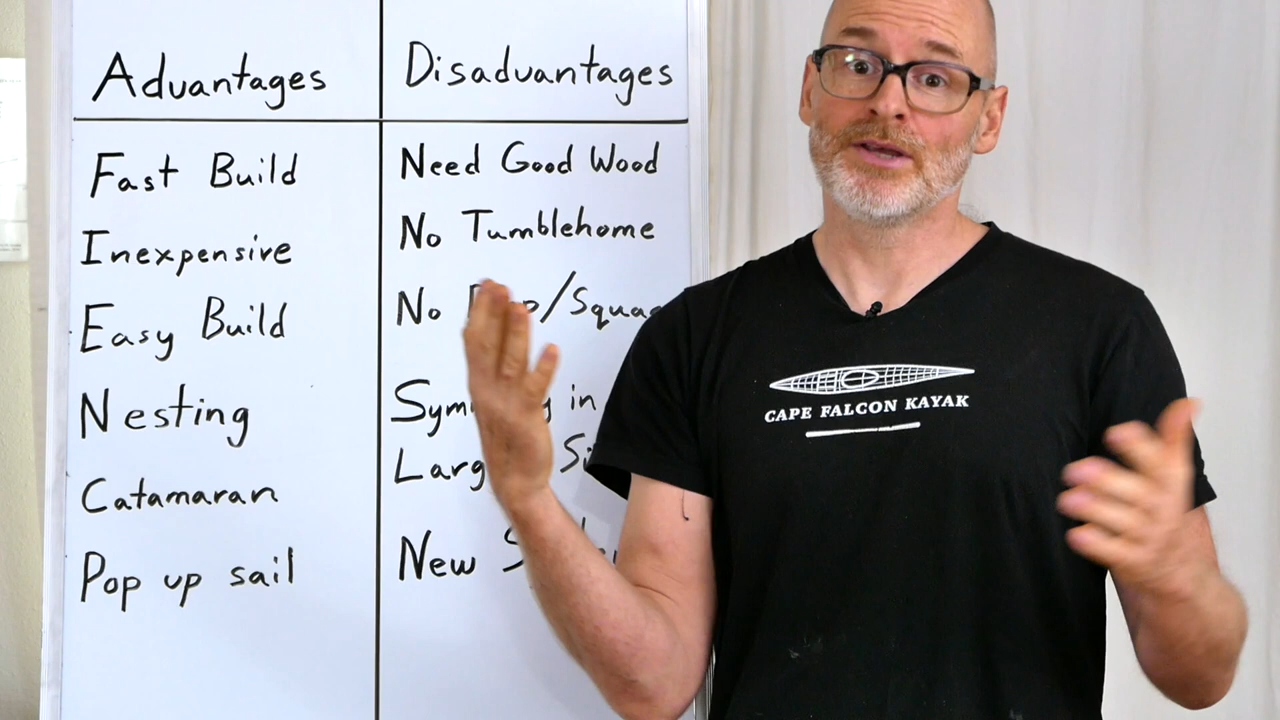 Advantages
Disadvantages
Fast Build
Inexpensive
Easy Build
Nesting
Catamaran
Pop up sail
Need Good Wood
No Tumblehome
No
in
New
CAPE FALCON KAYAK